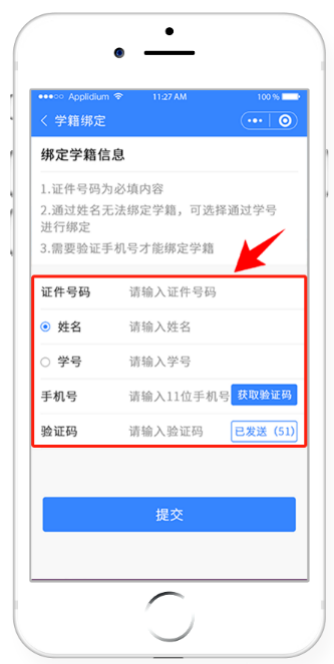 ●●●○○ Applidium 11:27 AM 100 %
学籍绑定
绑定学籍信息
1.证件号码为必填内容
2.通过姓名无法绑定学籍，可选择通过学号
进行绑定
3.需要验证手机号才能绑定学籍
证件号码 请输入证件号码
姓名 请输入姓名
学号 请输入学号
手机号 请输入11位手机号 获取验证码
验证码 请输入验证码 已发送（51）
提交